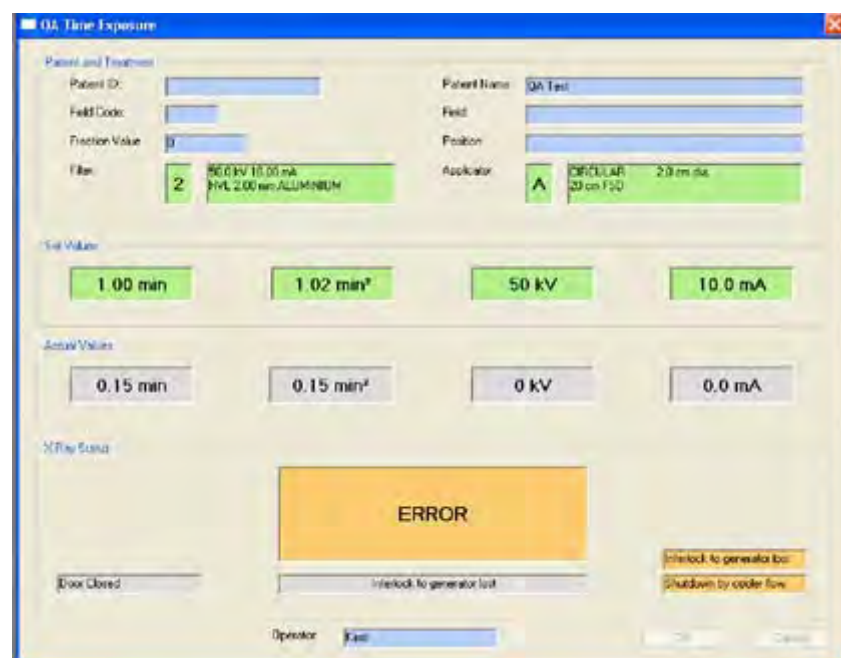 QA Time Exposure
Patient and Treatment
Patient ID: Patient Name QA Test
Field Code: Field:
Fraction Value 0 Position
Filter 2 50.0 kV 10.00 mA Applicator A CIRCULAR 2.0 cm dia.
HVL 2.00 mm ALUMINIUM 20 cm FSD
Set Values
1.00 min 1.02 min² 50 kV 10.0 mA
Actual Values
0.15 min 0.15 min² 0 kV 0.0 mA
X-Ray Status
ERROR
Interlock to generator lost
Door Closed Interlock to generator lost Shutdown by cooler flow
Operator
OK Cancel